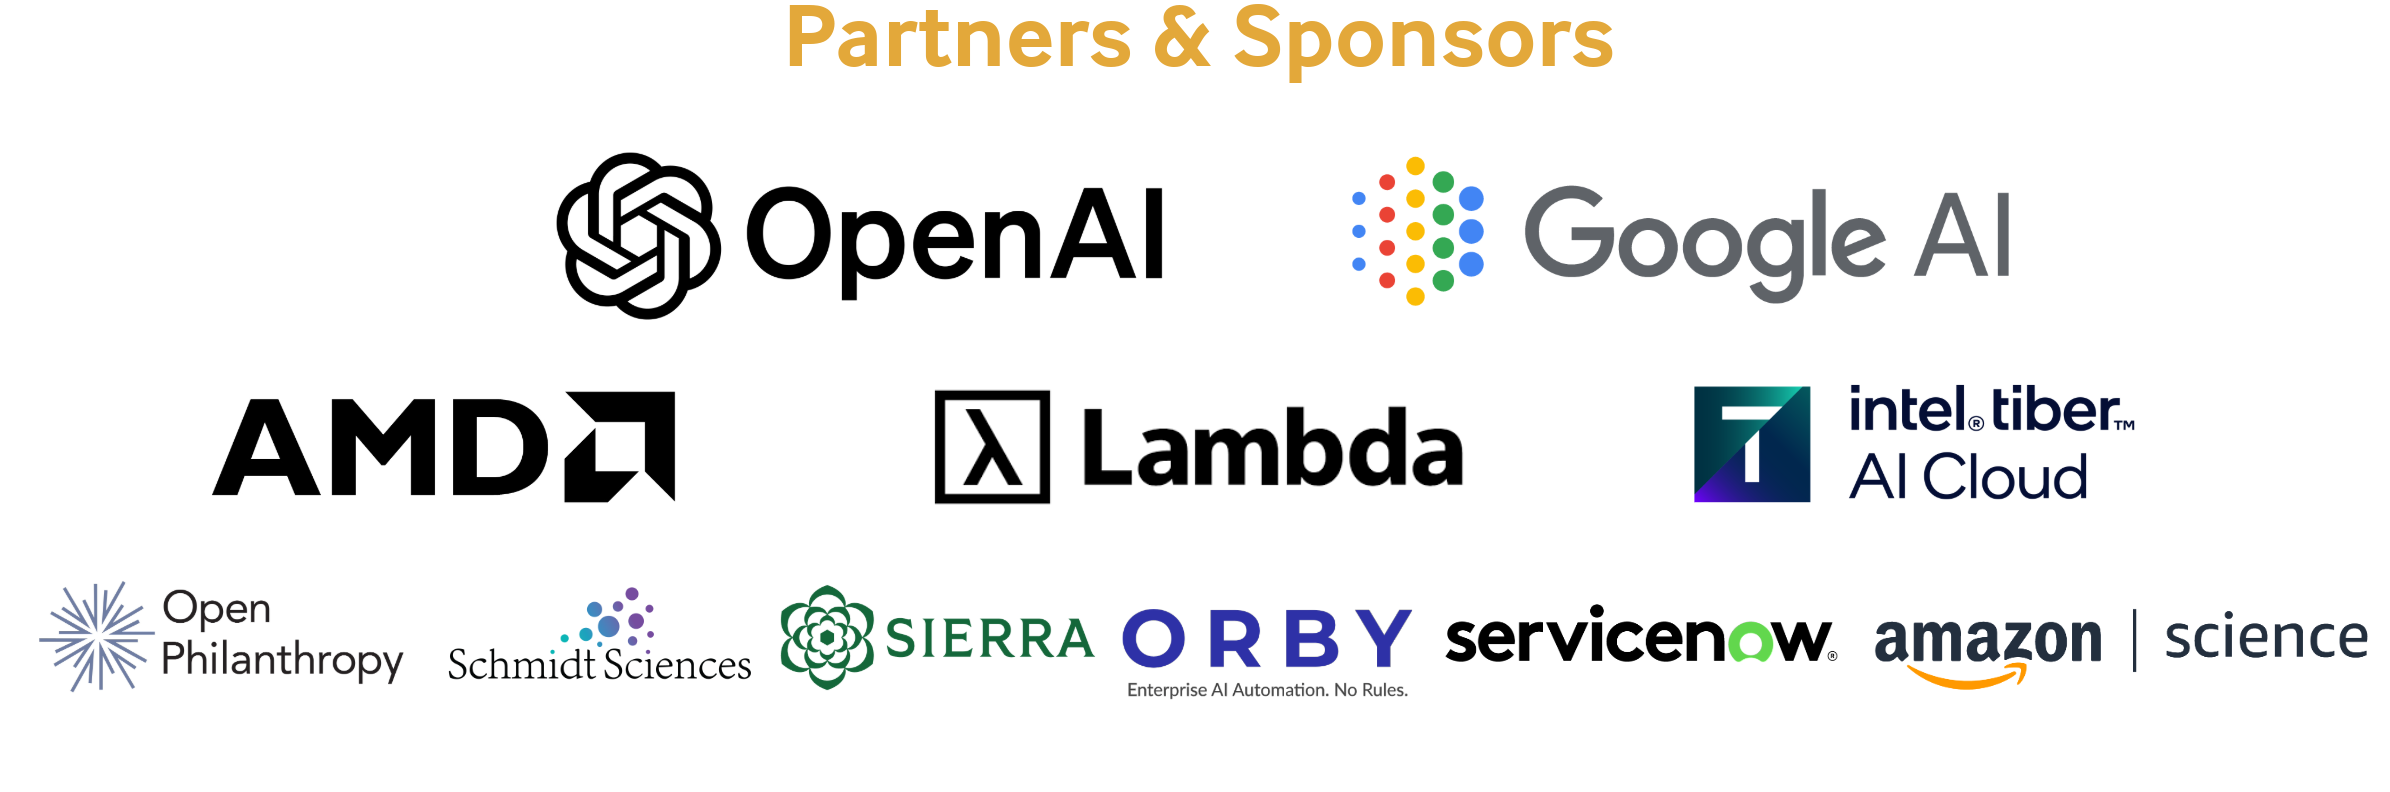 Partners & Sponsors
OpenAI
Google AI
AMD
λ Lambda
intel® tiber™
AI Cloud
Open
Philanthropy
Schmidt Sciences
SIERRA
ORBY
Enterprise AI Automation. No Rules.
servicenow®
amazon | science